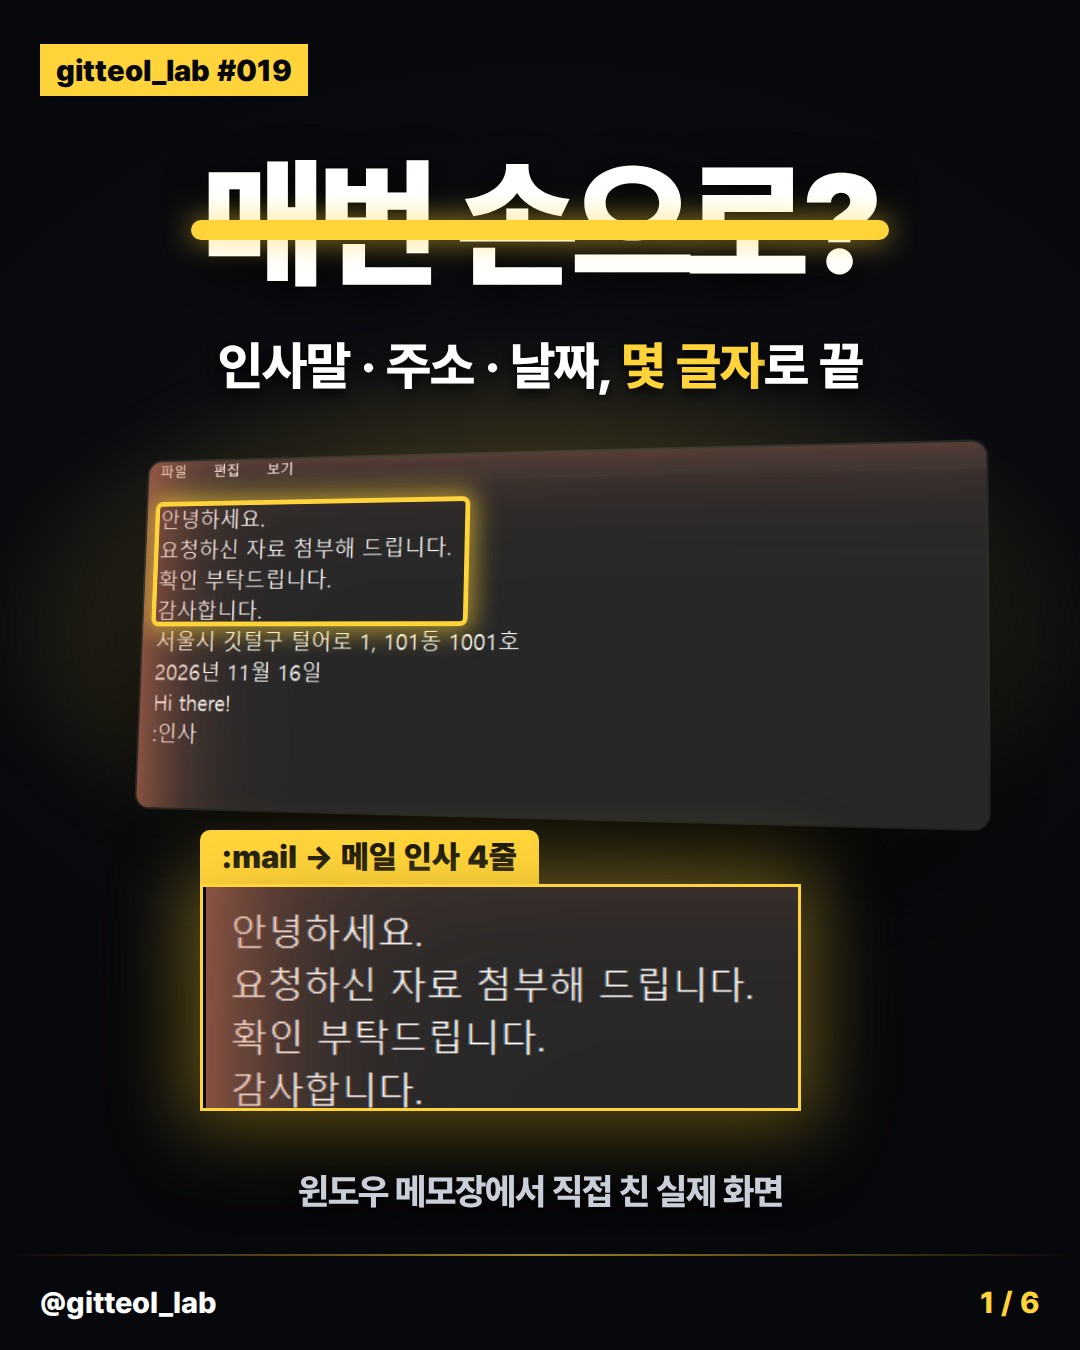 gitteol_lab #019
매번 손으로?
인사말 · 주소 · 날짜, 몇 글자로 끝
파일 편집 보기
안녕하세요.
요청하신 자료 첨부해 드립니다.
확인 부탁드립니다.
감사합니다.
서울시 깃털구 털어로 1, 101동 1001호
2026년 11월 16일
Hi there!
:인사
:mail → 메일 인사 4줄
안녕하세요.
요청하신 자료 첨부해 드립니다.
확인 부탁드립니다.
감사합니다.
윈도우 메모장에서 직접 친 실제 화면
@gitteol_lab
1 / 6